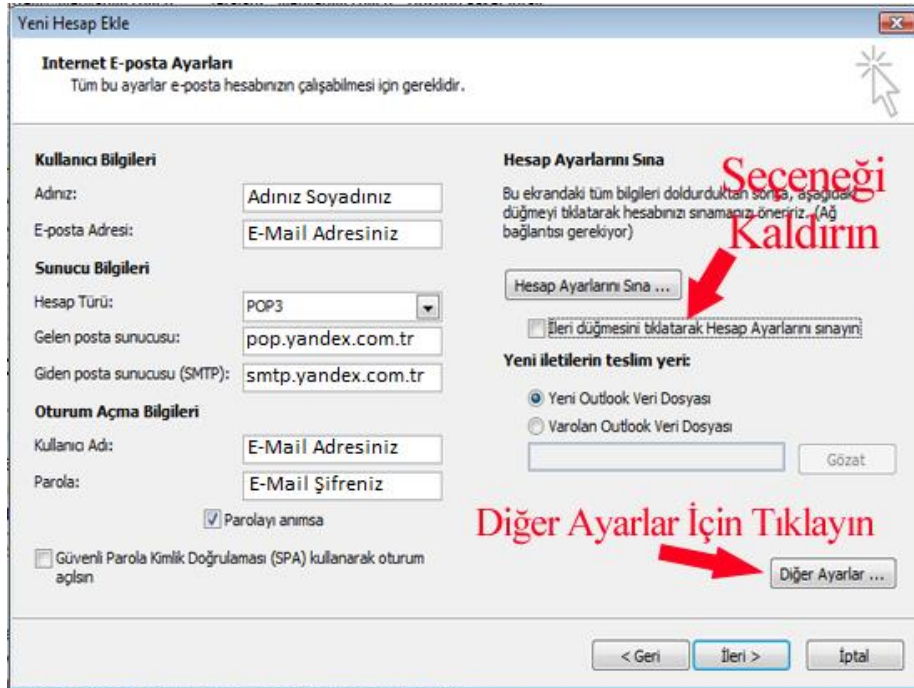 Yeni Hesap Ekle
Internet E-posta Ayarları
Tüm bu ayarlar e-posta hesabınızın çalışabilmesi için gereklidir.
Kullanıcı Bilgileri
Adınız:
Adınız Soyadınız
E-posta Adresi:
E-Mail Adresiniz
Sunucu Bilgileri
Hesap Türü:
POP3
Gelen posta sunucusu:
pop.yandex.com.tr
Giden posta sunucusu (SMTP):
smtp.yandex.com.tr
Oturum Açma Bilgileri
Kullanıcı Adı:
E-Mail Adresiniz
Parola:
E-Mail Şifreniz
Parolayı anımsa
Güvenli Parola Kimlik Doğrulaması (SPA) kullanarak oturum
açılsın
Hesap Ayarlarını Sına
Bu ekrandaki tüm bilgileri doldurduktan sonra, aşağıdaki
düğmeyi tıklatarak hesabınızı sınamanızı öneririz. (Ağ
bağlantısı gerekiyor)
Seçeneği
Kaldırın
Hesap Ayarlarını Sına ...
İleri düğmesini tıklatarak Hesap Ayarlarını sınayın
Yeni iletilerin teslim yeri:
Yeni Outlook Veri Dosyası
Varolan Outlook Veri Dosyası
Gözat
Diğer Ayarlar İçin Tıklayın
Diğer Ayarlar ...
< Geri
İleri >
İptal